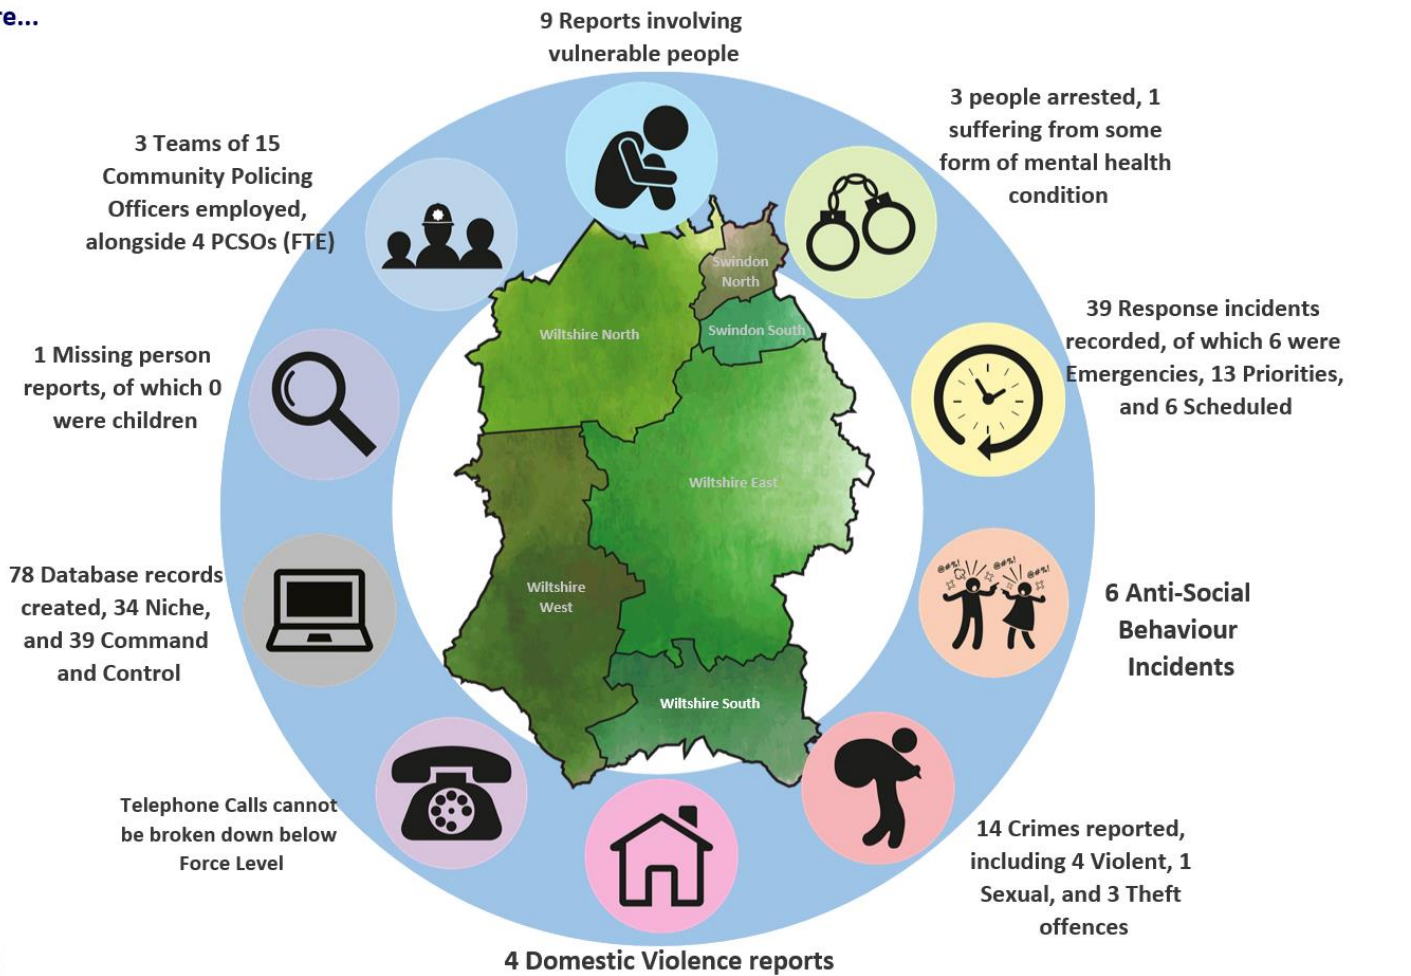 re...
9 Reports involving
vulnerable people
3 people arrested, 1
suffering from some
form of mental health
condition
3 Teams of 15
Community Policing
Officers employed,
alongside 4 PCSOs (FTE)
39 Response incidents
recorded, of which 6 were
Emergencies, 13 Priorities,
and 6 Scheduled
1 Missing person
reports, of which 0
were children
Swindon
North
Wiltshire North
Swindon South
Wiltshire East
Wiltshire
West
Wiltshire South
@#%!
@#%!
@#%!
6 Anti-Social
Behaviour
Incidents
78 Database records
created, 34 Niche,
and 39 Command
and Control
Telephone Calls cannot
be broken down below
Force Level
14 Crimes reported,
including 4 Violent, 1
Sexual, and 3 Theft
offences
4 Domestic Violence reports